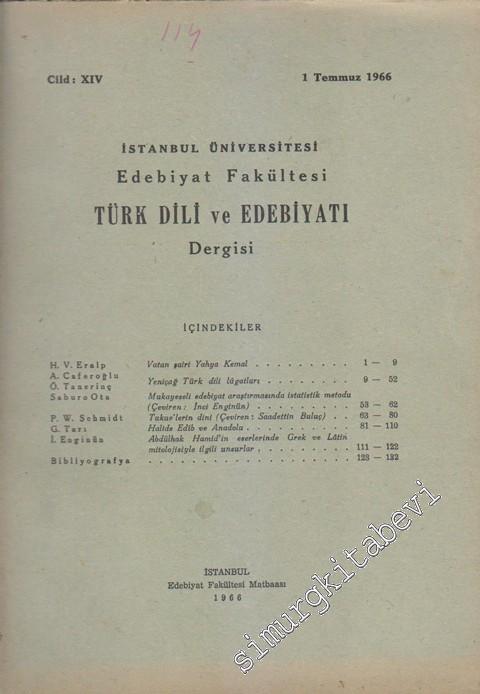 114
Cild: XIV 1 Temmuz 1966
İSTANBUL ÜNİVERSİTESİ
Edebiyat Fakültesi
TÜRK DİLİ ve EDEBİYATI
Dergisi
İÇİNDEKİLER
H. V. Eralp Vatan şairi Yahya Kemal . . . . . . . . . 1 — 9
A. Caferoğlu
Ö. Tanerinç Yeniçağ Türk dili lûgatları . . . . . . . . 9 — 52
Saburo Ota Mukayeseli edebiyat araştırmasında istatistik metodu
(Çeviren: İnci Enginün) . . . . . . . . . 53 — 62
P. W. Schmidt Tukue'lerin dini (Çeviren: Saadettin Buluç) . . . 63 — 80
G. Tarı Halide Edib ve Anadolu . . . . . . . . . 81 — 110
İ. Enginün Abdülhak Hamid'in eserlerinde Grek ve Lâtin
mitolojisiyle ilgili unsurlar . . . . . . . . 111 — 122
Bibliyografya . . . . . . . . . . . . . . . . 123 — 132
İSTANBUL
Edebiyat Fakültesi Matbaası
1966
simurgkitabevi